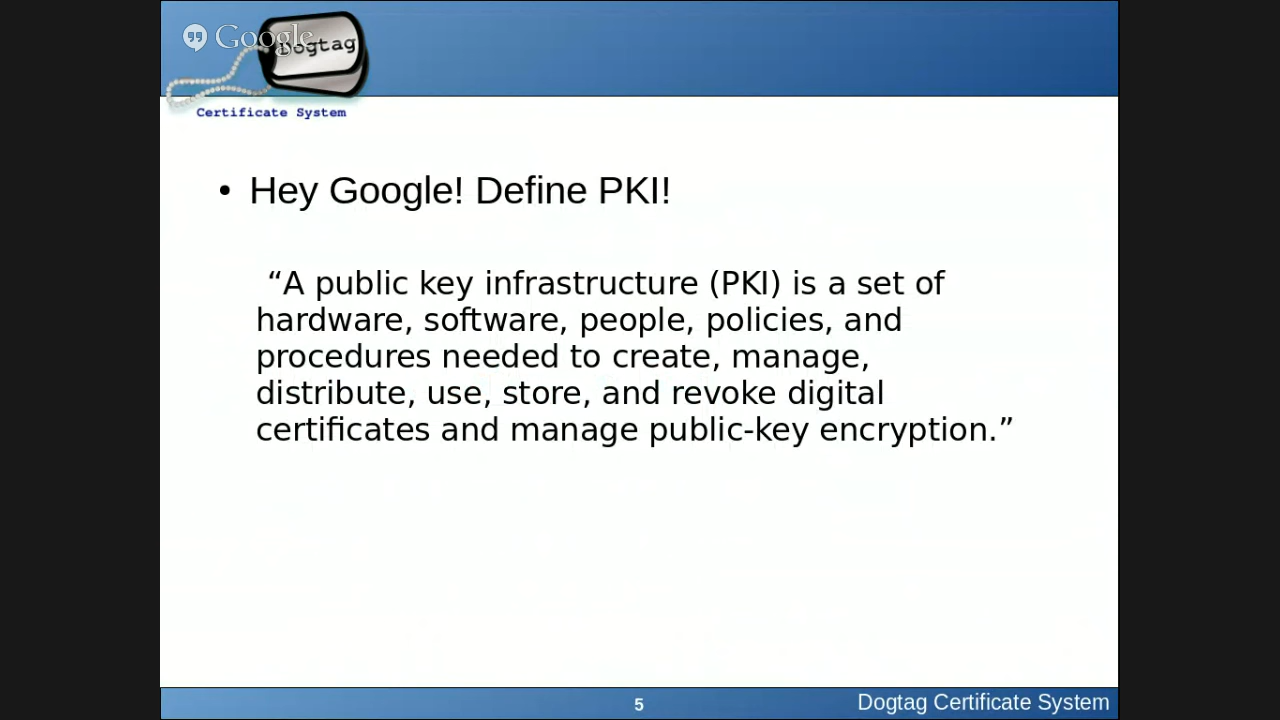 Google
Dogtag
Certificate System
• Hey Google! Define PKI!
“A public key infrastructure (PKI) is a set of
hardware, software, people, policies, and
procedures needed to create, manage,
distribute, use, store, and revoke digital
certificates and manage public-key encryption.”
5
Dogtag Certificate System